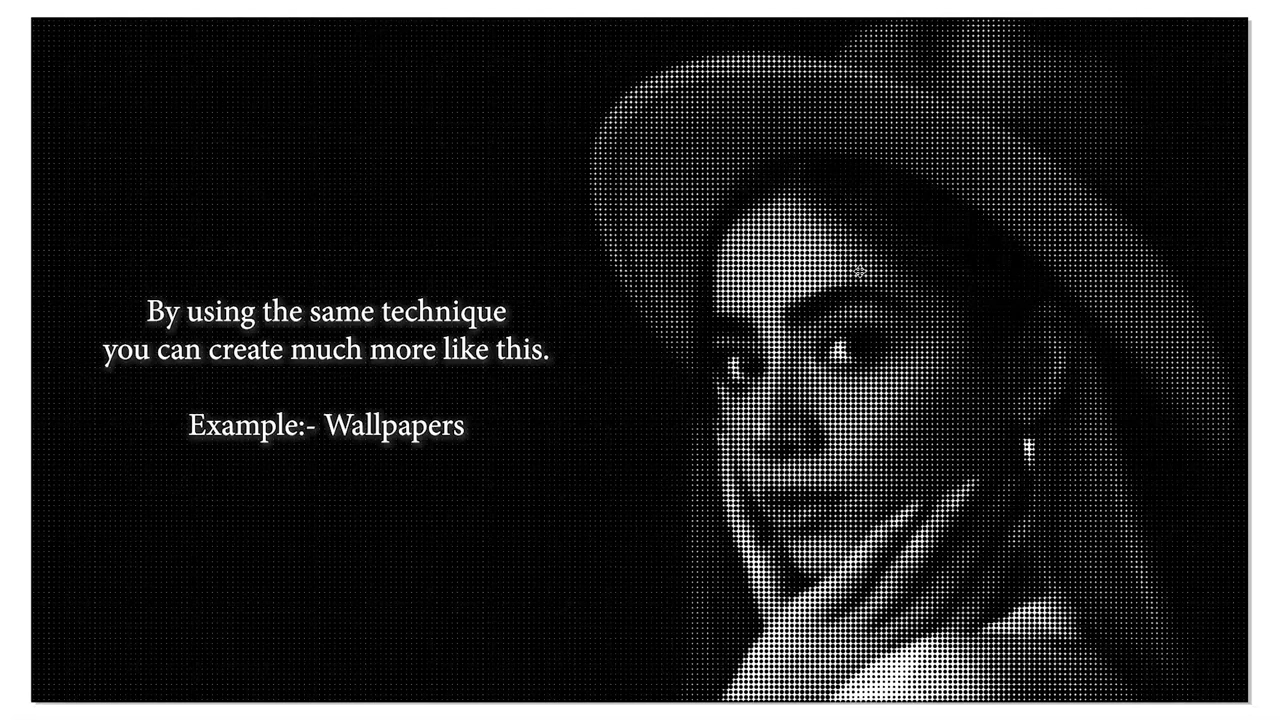 By using the same technique
you can create much more like this.
Example:- Wallpapers